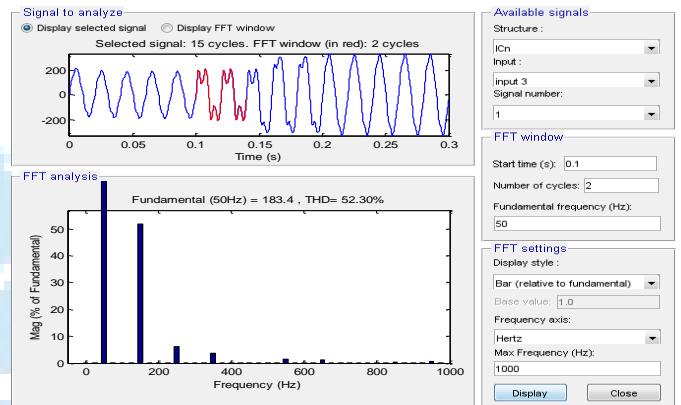 Signal to analyze
Display selected signal Display FFT window
Selected signal: 15 cycles. FFT window (in red): 2 cycles
200
0
-200
0 0.05 0.1 0.15 0.2 0.25 0.3
Time (s)
FFT analysis
Fundamental (50Hz) = 183.4 , THD= 52.30%
Mag (% of Fundamental)
50
40
30
20
10
0
0 200 400 600 800 1000
Frequency (Hz)
Available signals
Structure :
ICn
Input :
input 3
Signal number:
1
FFT window
Start time (s): 0.1
Number of cycles: 2
Fundamental frequency (Hz):
50
FFT settings
Display style :
Bar (relative to fundamental)
Base value: 1.0
Frequency axis:
Hertz
Max Frequency (Hz):
1000
Display Close